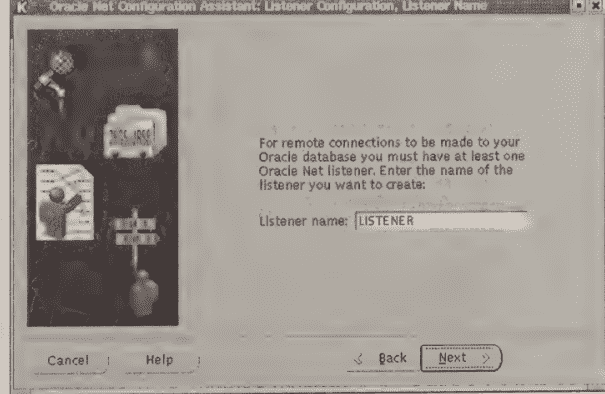 Oracle Net Configuration Assistant: Listener Configuration, Listener Name
For remote connections to be made to your
Oracle database you must have at least one
Oracle Net listener. Enter the name of the
listener you want to create:
Listener name: LISTENER
Cancel Help Back Next